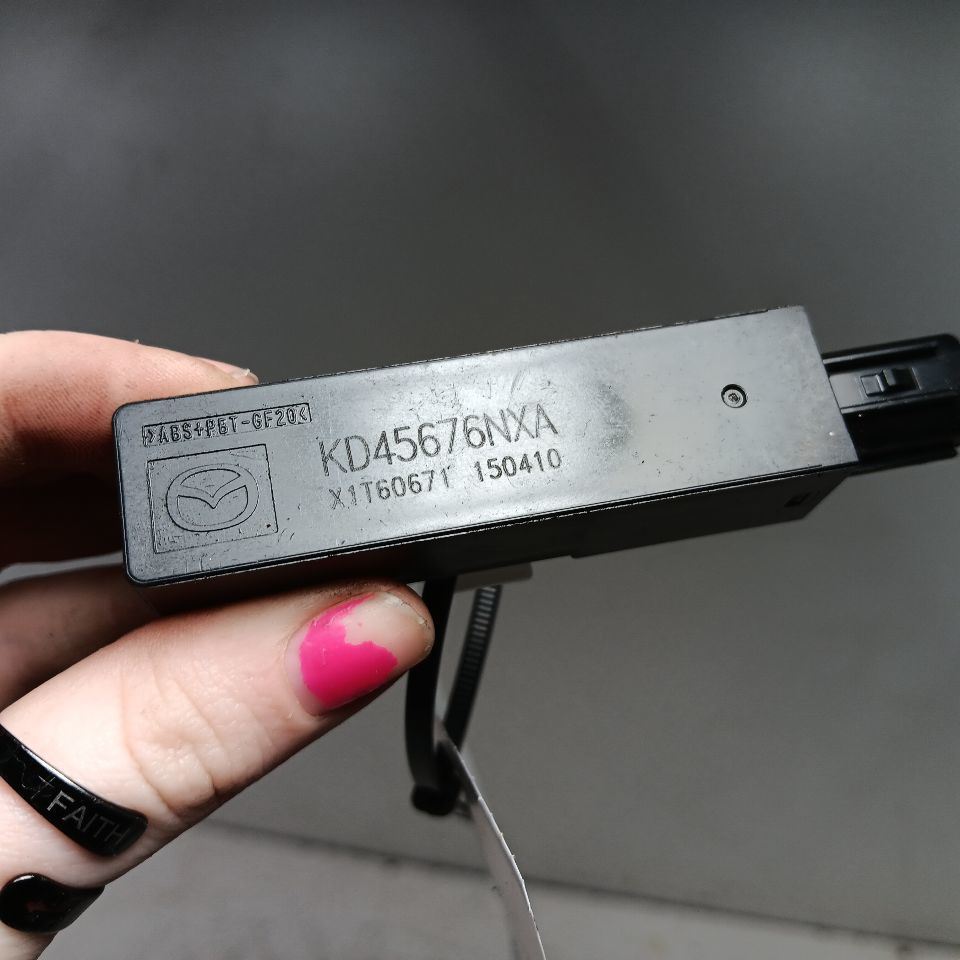 >ABS+PBT-GF20<
KD45676NXA
X1T60671 150410
FAITH